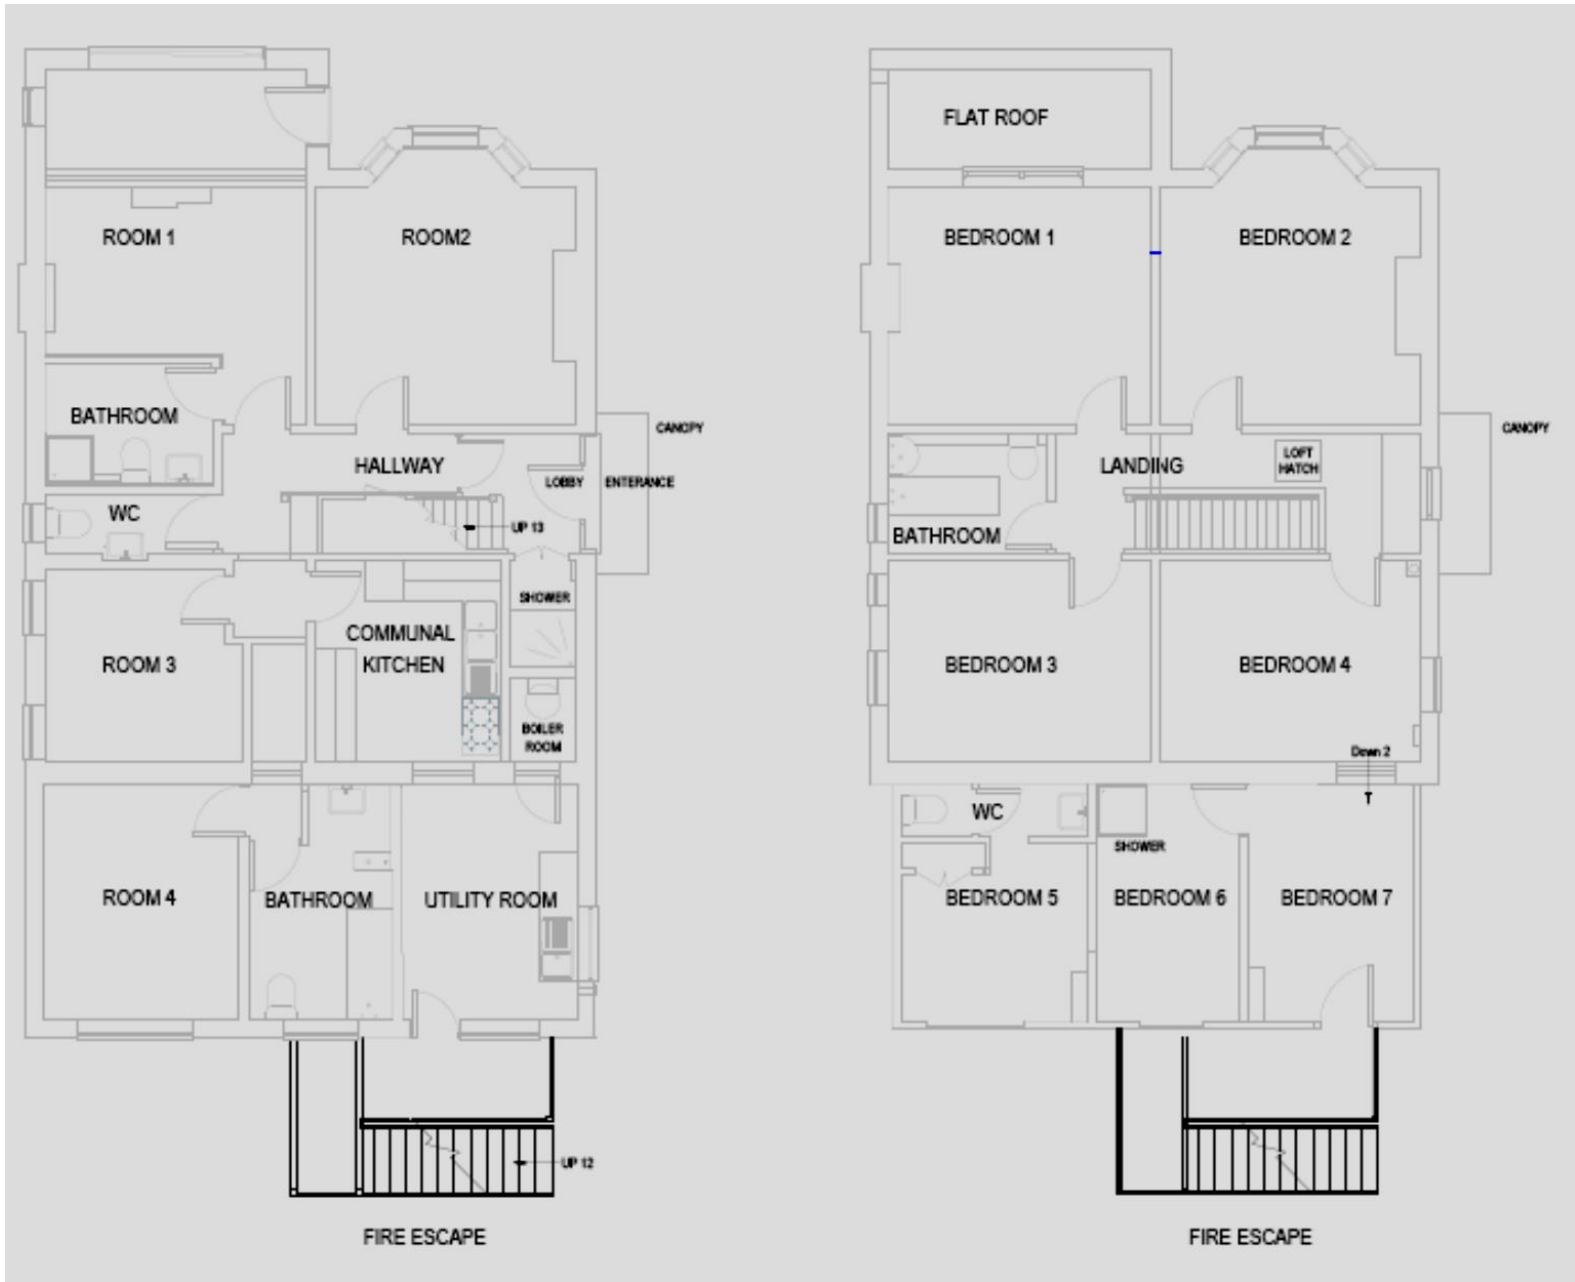 FLAT ROOF
ROOM 1
ROOM2
BEDROOM 1
BEDROOM 2
BATHROOM
CANOPY
CANOPY
HALLWAY
LOBBY
ENTERANCE
LANDING
LOFT
HATCH
WC
UP 13
BATHROOM
SHOWER
COMMUNAL
KITCHEN
ROOM 3
BEDROOM 3
BEDROOM 4
BOILER
ROOM
Down 2
WC
SHOWER
ROOM 4
BATHROOM
UTILITY ROOM
BEDROOM 5
BEDROOM 6
BEDROOM 7
UP 12
FIRE ESCAPE
FIRE ESCAPE